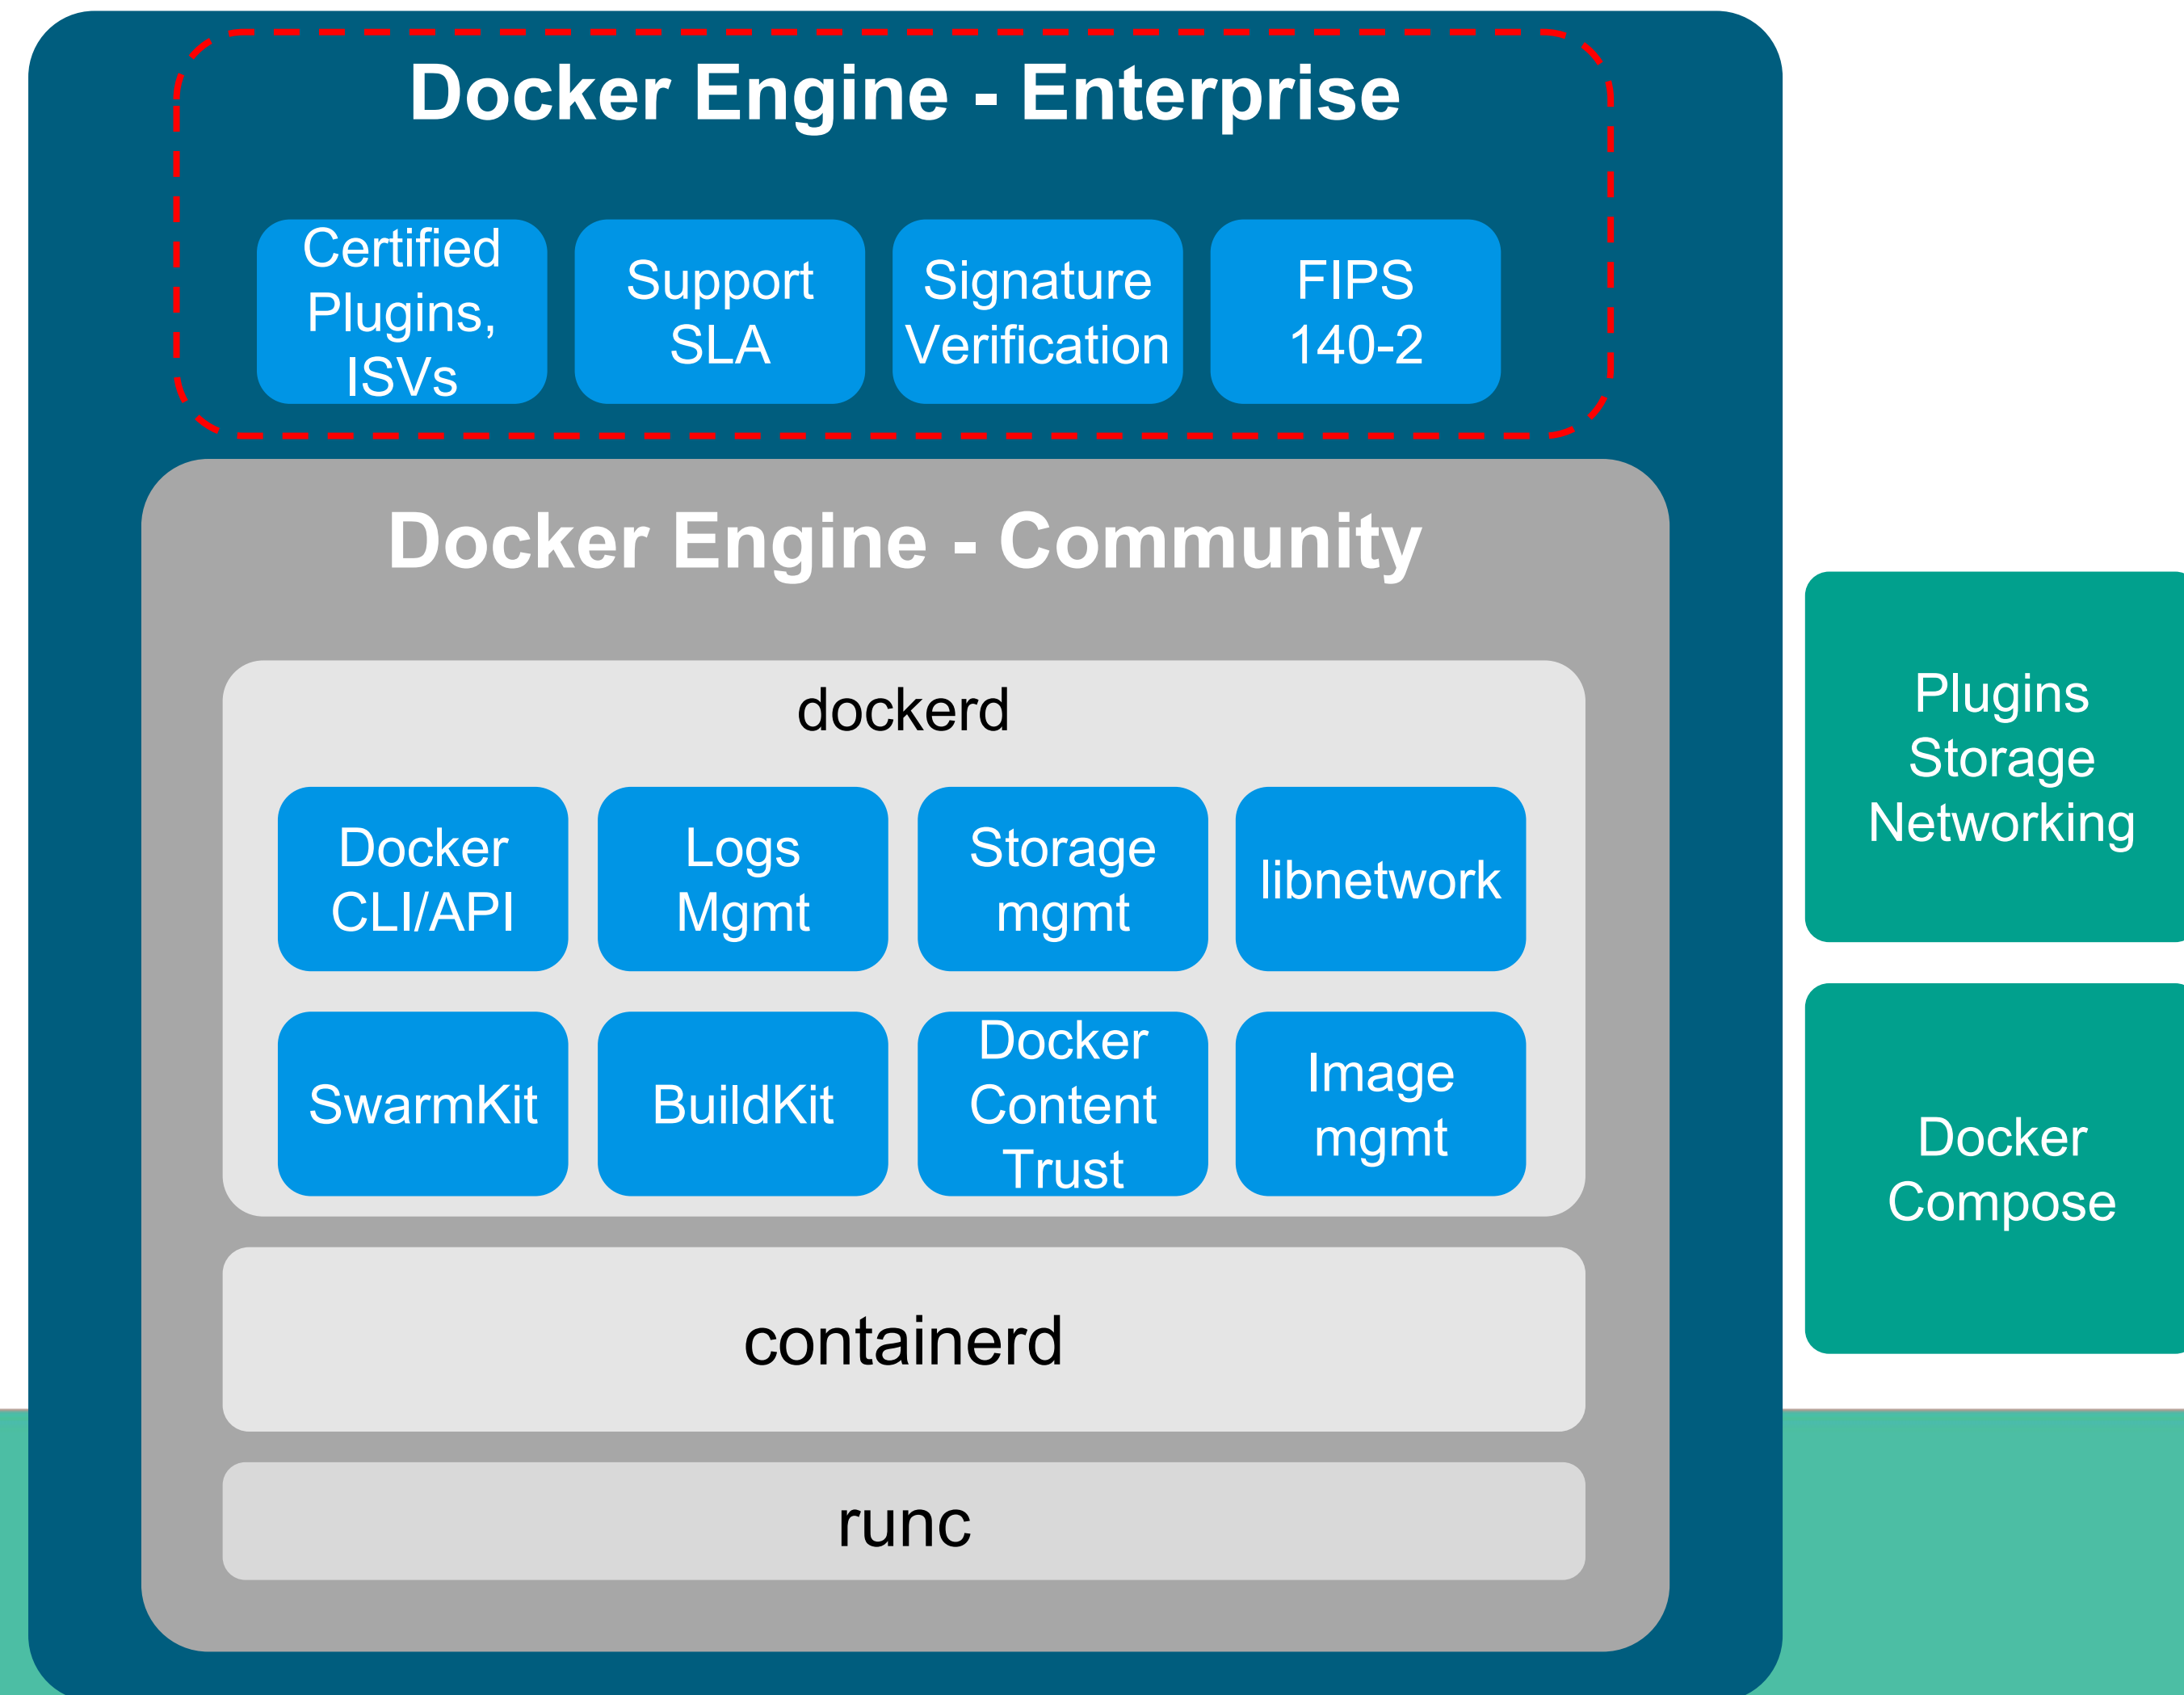 Docker Engine - Enterprise
Certified
Plugins,
ISVs
Support
SLA
Signature
Verification
FIPS
140-2
Docker Engine - Community
dockerd
Docker
CLI/API
Logs
Mgmt
Storage
mgmt
libnetwork
SwarmKit
BuildKit
Docker
Content
Trust
Image
mgmt
containerd
runc
Plugins
Storage
Networking
Docker
Compose